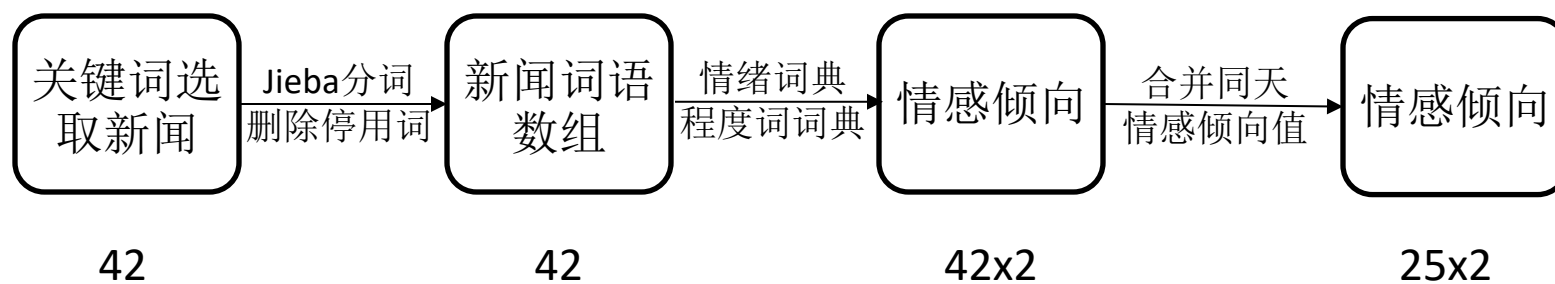 关键词选
取新闻
Jieba分词
删除停用词
新闻词语
数组
情绪词典
程度词词典
情感倾向
合并同天
情感倾向值
情感倾向
42
42
42x2
25x2